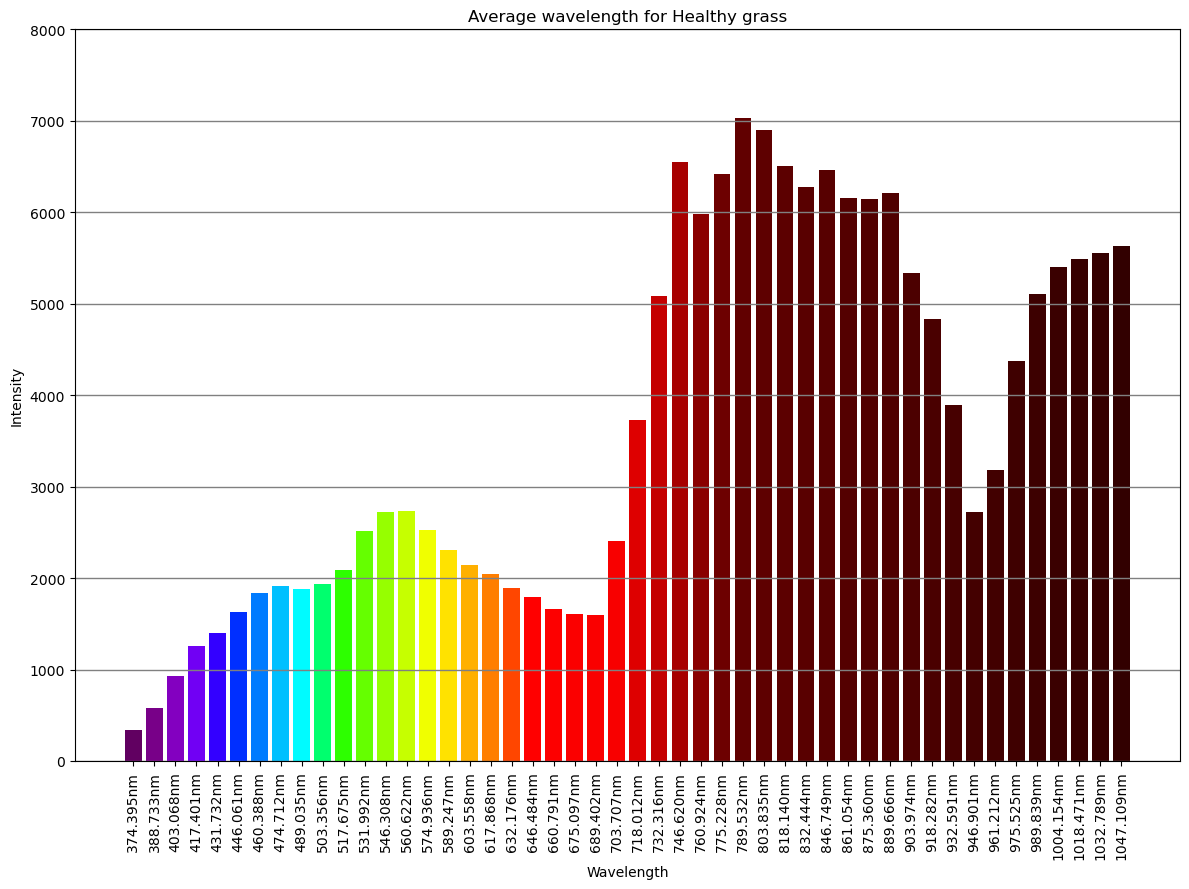 Average wavelength for Healthy grass
8000
7000
6000
5000
4000
3000
2000
1000
0
Intensity
374.395nm
388.733nm
403.068nm
417.401nm
431.732nm
446.061nm
460.388nm
474.712nm
489.035nm
503.356nm
517.675nm
531.992nm
546.308nm
560.622nm
574.936nm
589.247nm
603.558nm
617.868nm
632.176nm
646.484nm
660.791nm
675.097nm
689.402nm
703.707nm
718.012nm
732.316nm
746.620nm
760.924nm
775.228nm
789.532nm
803.835nm
818.140nm
832.444nm
846.749nm
861.054nm
875.360nm
889.666nm
903.974nm
918.282nm
932.591nm
946.901nm
961.212nm
975.525nm
989.839nm
1004.154nm
1018.471nm
1032.789nm
1047.109nm
Wavelength